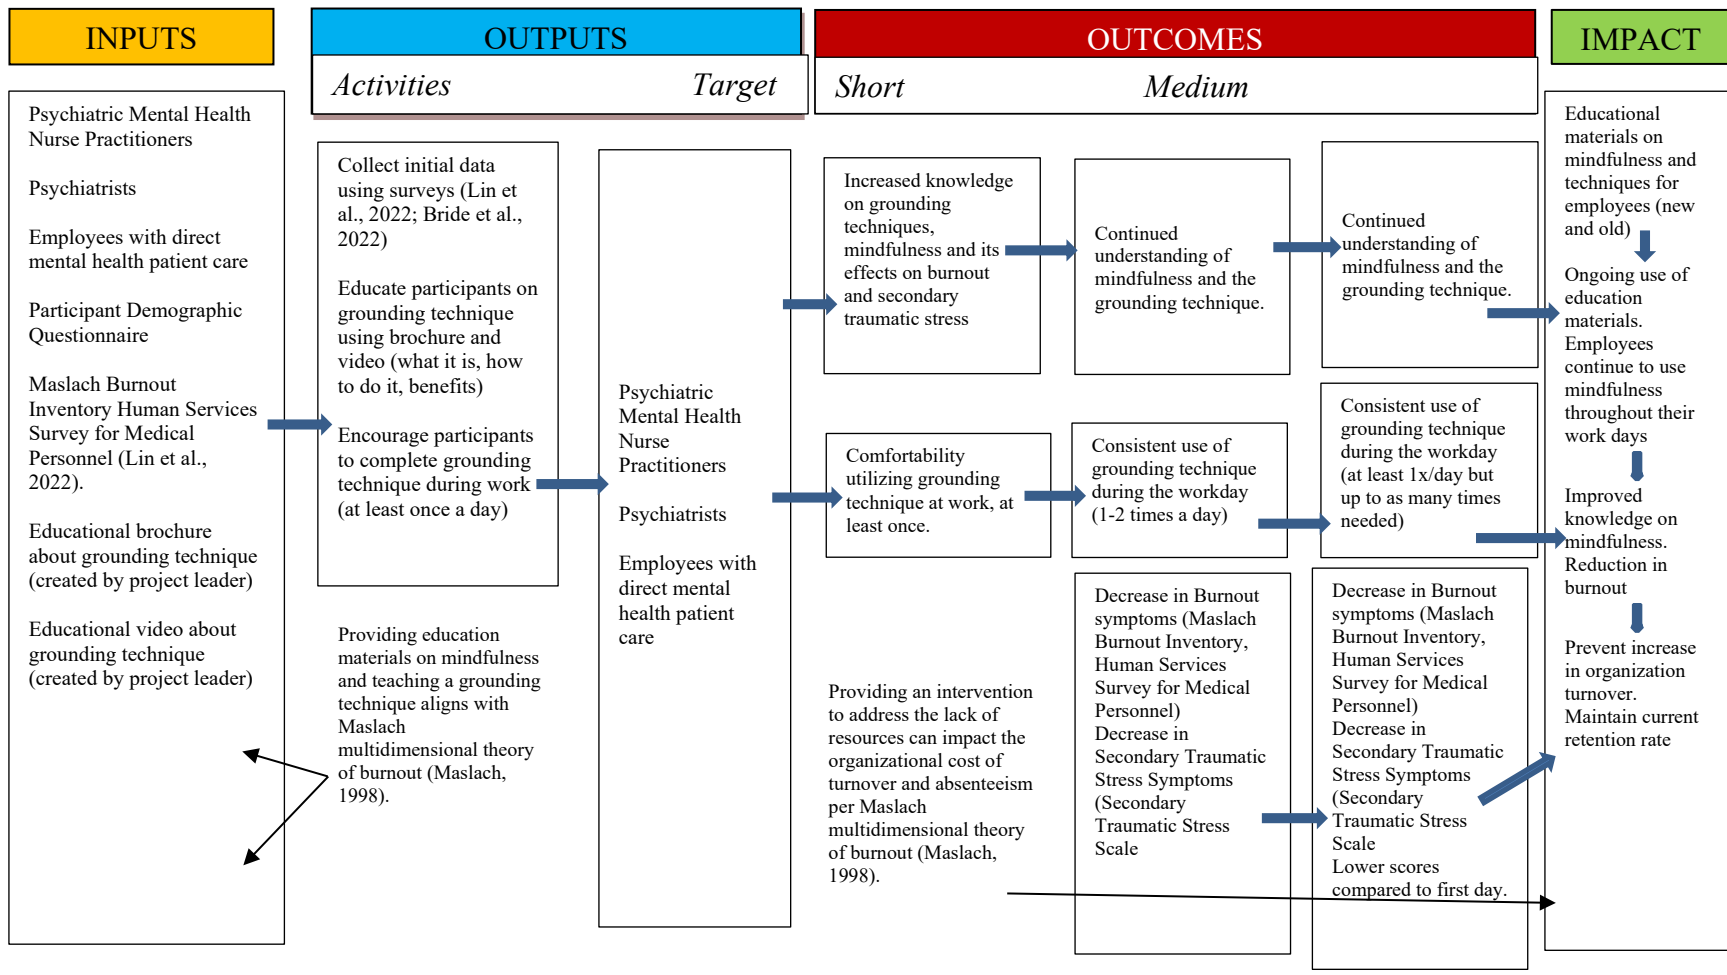 INPUTS
OUTPUTS
OUTCOMES
IMPACT
Activities
Target
Short
Medium
Psychiatric Mental Health
Nurse Practitioners
Psychiatrists
Employees with direct
mental health patient care
Participant Demographic
Questionnaire
Maslach Burnout
Inventory Human Services
Survey for Medical
Personnel (Lin et al.,
2022).
Educational brochure
about grounding technique
(created by project leader)
Educational video about
grounding technique
(created by project leader)
Collect initial data
using surveys (Lin et
al., 2022; Bride et al.,
2022)
Educate participants on
grounding technique
using brochure and
video (what it is, how
to do it, benefits)
Encourage participants
to complete grounding
technique during work
(at least once a day)
Providing education
materials on mindfulness
and teaching a grounding
technique aligns with
Maslach
multidimensional theory
of burnout (Maslach,
1998).
Psychiatric
Mental Health
Nurse
Practitioners
Psychiatrists
Employees with
direct mental
health patient
care
Increased knowledge
on grounding
techniques,
mindfulness and its
effects on burnout
and secondary
traumatic stress
Comfortability
utilizing grounding
technique at work, at
least once.
Providing an intervention
to address the lack of
resources can impact the
organizational cost of
turnover and absenteeism
per Maslach
multidimensional theory
of burnout (Maslach,
1998).
Continued
understanding of
mindfulness and the
grounding technique.
Consistent use of
grounding technique
during the workday
(1-2 times a day)
Decrease in Burnout
symptoms (Maslach
Burnout Inventory,
Human Services
Survey for Medical
Personnel)
Decrease in
Secondary Traumatic
Stress Symptoms
(Secondary
Traumatic Stress
Scale
Continued
understanding of
mindfulness and the
grounding technique.
Consistent use of
grounding technique
during the workday
(at least 1x/day but
up to as many times
needed)
Decrease in Burnout
symptoms (Maslach
Burnout Inventory,
Human Services
Survey for Medical
Personnel)
Decrease in
Secondary Traumatic
Stress Symptoms
(Secondary
Traumatic Stress
Scale
Lower scores
compared to first day.
Educational
materials on
mindfulness and
techniques for
employees (new
and old)
Ongoing use of
education
materials.
Employees
continue to use
mindfulness
throughout their
work days
Improved
knowledge on
mindfulness.
Reduction in
burnout
Prevent increase
in organization
turnover.
Maintain current
retention rate